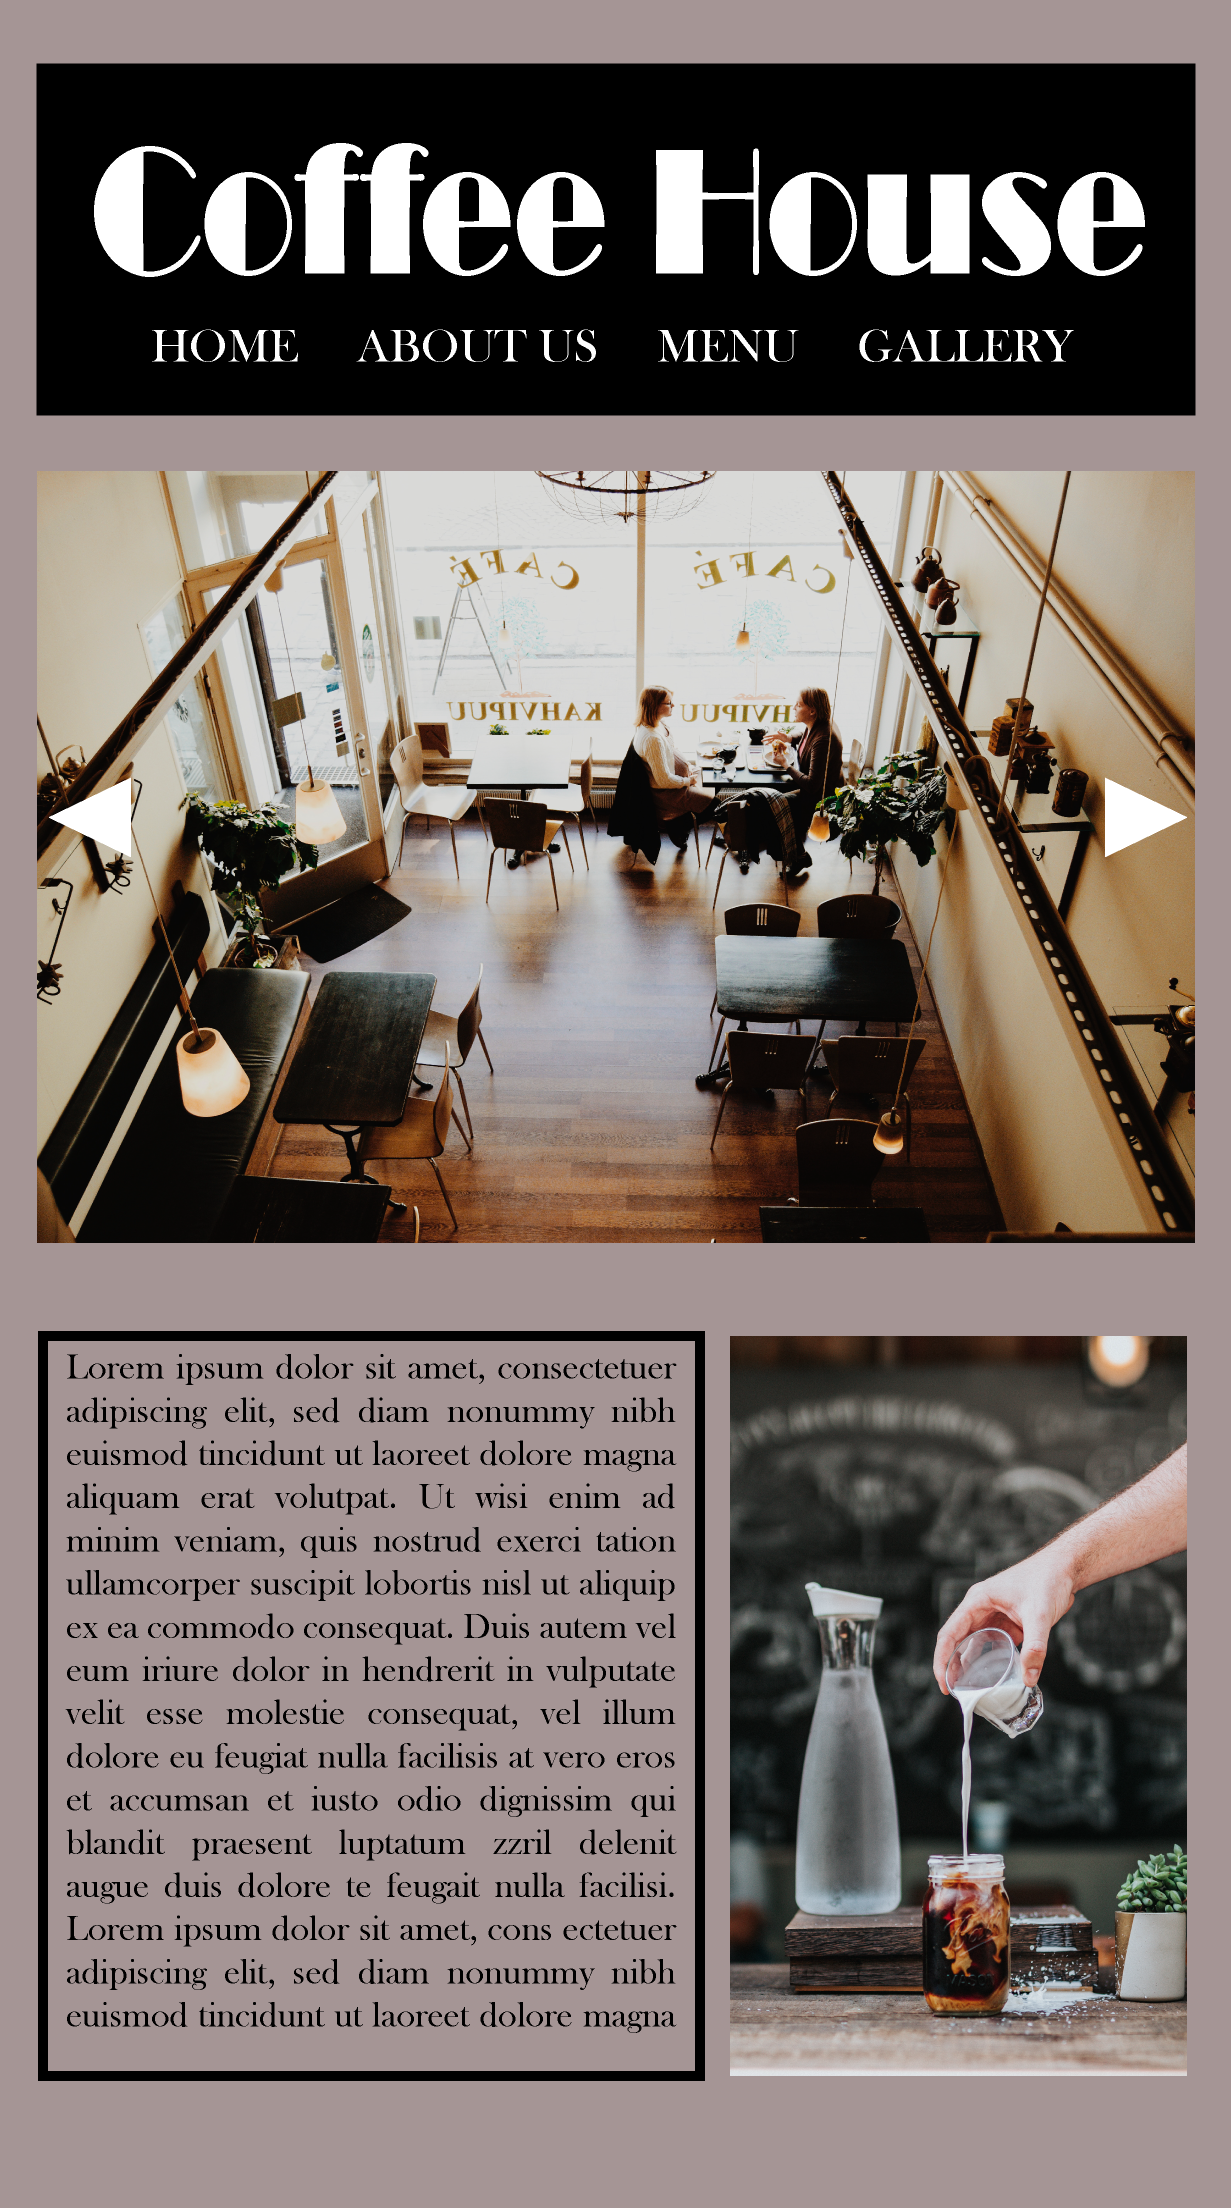 Coffee House
HOME ABOUT US MENU GALLERY
CAFÉ CAFÉ
KAHVIPUU HVIPUU
Lorem ipsum dolor sit amet, consectetuer
adipiscing elit, sed diam nonummy nibh
euismod tincidunt ut laoreet dolore magna
aliquam erat volutpat. Ut wisi enim ad
minim veniam, quis nostrud exerci tation
ullamcorper suscipit lobortis nisl ut aliquip
ex ea commodo consequat. Duis autem vel
eum iriure dolor in hendrerit in vulputate
velit esse molestie consequat, vel illum
dolore eu feugiat nulla facilisis at vero eros
et accumsan et iusto odio dignissim qui
blandit praesent luptatum zzril delenit
augue duis dolore te feugait nulla facilisi.
Lorem ipsum dolor sit amet, cons ectetuer
adipiscing elit, sed diam nonummy nibh
euismod tincidunt ut laoreet dolore magna